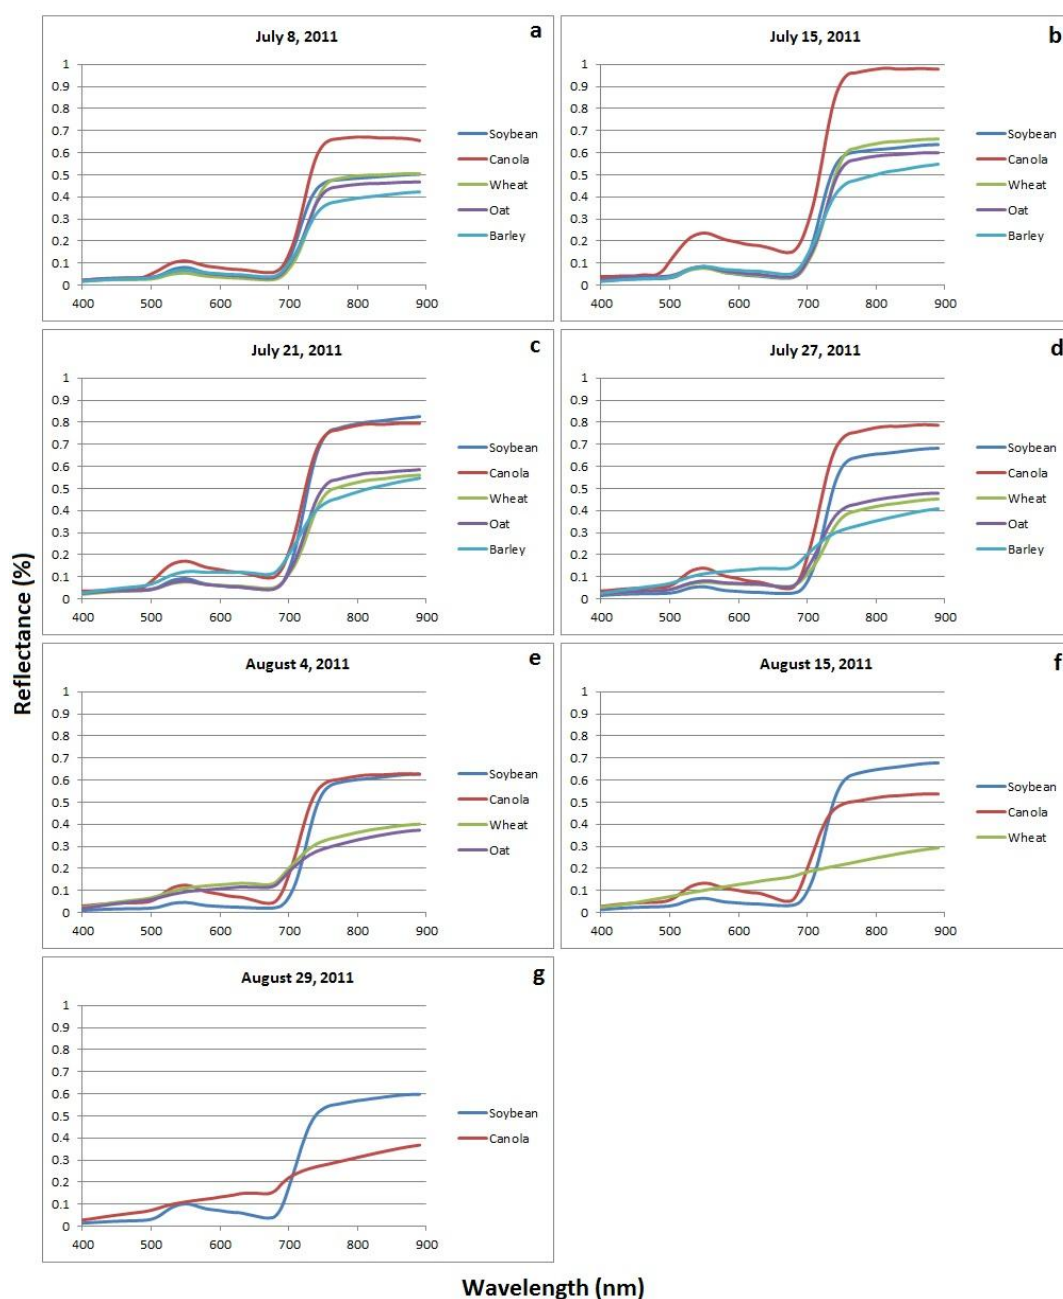 July 8, 2011
a
1
0.9
0.8
0.7
0.6
0.5
0.4
0.3
0.2
0.1
0
400 500 600 700 800 900
Soybean
Canola
Wheat
Oat
Barley
July 15, 2011
b
1
0.9
0.8
0.7
0.6
0.5
0.4
0.3
0.2
0.1
0
400 500 600 700 800 900
Soybean
Canola
Wheat
Oat
Barley
July 21, 2011
c
1
0.9
0.8
0.7
0.6
0.5
0.4
0.3
0.2
0.1
0
400 500 600 700 800 900
Soybean
Canola
Wheat
Oat
Barley
July 27, 2011
d
1
0.9
0.8
0.7
0.6
0.5
0.4
0.3
0.2
0.1
0
400 500 600 700 800 900
Soybean
Canola
Wheat
Oat
Barley
Reflectance (%)
August 4, 2011
e
1
0.9
0.8
0.7
0.6
0.5
0.4
0.3
0.2
0.1
0
400 500 600 700 800 900
Soybean
Canola
Wheat
Oat
August 15, 2011
f
1
0.9
0.8
0.7
0.6
0.5
0.4
0.3
0.2
0.1
0
400 500 600 700 800 900
Soybean
Canola
Wheat
August 29, 2011
g
1
0.9
0.8
0.7
0.6
0.5
0.4
0.3
0.2
0.1
0
400 500 600 700 800 900
Soybean
Canola
Wavelength (nm)